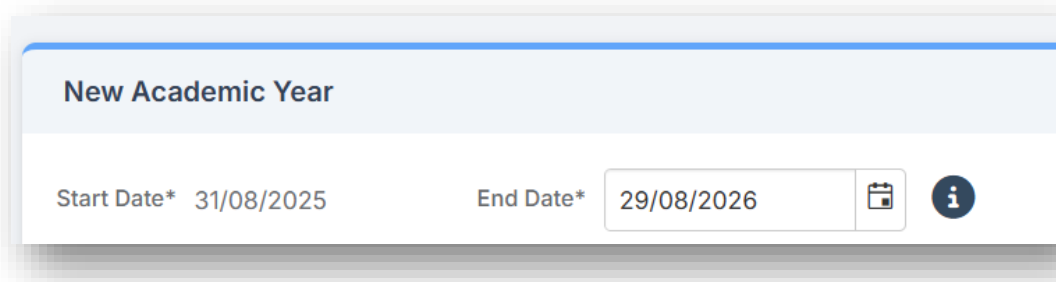 New Academic Year
Start Date* 31/08/2025 End Date* 29/08/2026